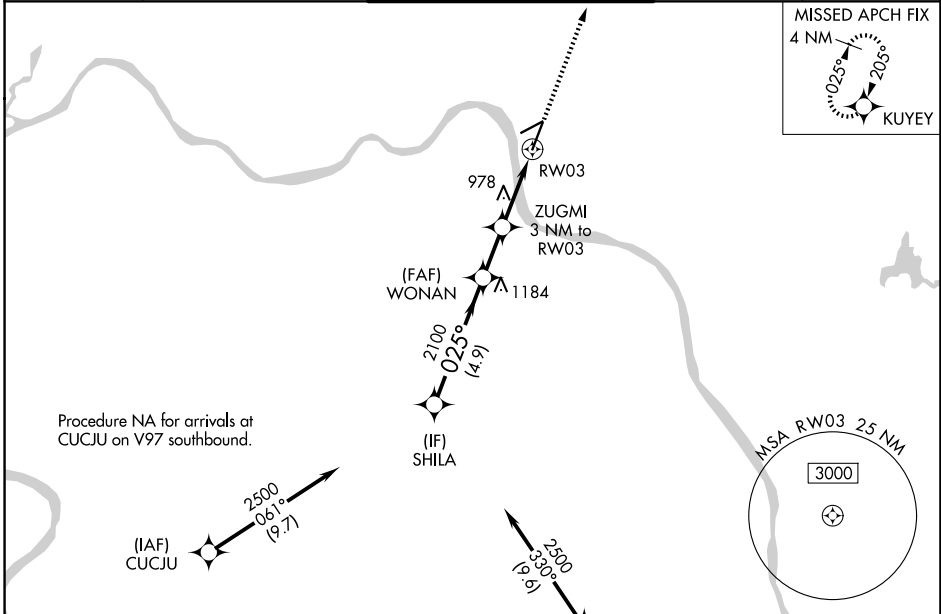 MISSED APCH FIX
4 NM
025°
205°
KUYEY
RW03
978
ZUGMI
3 NM to
RW03
(FAF)
WONAN
1184
2100
025°
(4.9)
Procedure NA for arrivals at
CUCJU on V97 southbound.
(IF)
SHILA
MSA RW03 25 NM
3000
2500
061°
(9.7)
(IAF)
CUCJU
2500
330°
(9.6)